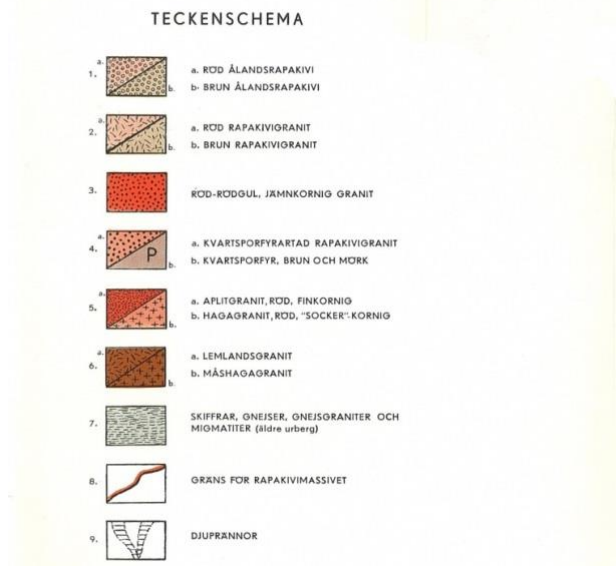 TECKENSCHEMA
1. a. b. a. RÖD ÅLANDSRAPAKIVI
b- BRUN ÅLANDSRAPAKIVI
2. a. b. a. RÖD RAPAKIVIGRANIT
b. BRUN RAPAKIVIGRANIT
3. RÖD-RÖDGUL, JÄMNKORNIG GRANIT
4. a. b. P a. KVARTSPORFYRARTAD RAPAKIVIGRANIT
b. KVARTSPORFYR, BRUN OCH MÖRK
5. a. b. a. APLITGRANIT, RÖD, FINKORNIG
b. HAGAGRANIT, RÖD, "SOCKER"-KORNIG
6. a. b. a. LEMLANDSGRANIT
b. MÅSHAGAGRANIT
7. SKIFFRAR, GNEJSER, GNEJSGRANITER OCH
MIGMATITER (äldre urberg)
8. GRÄNS FÖR RAPAKIVIMASSIVET
9. DJUPRÄNNOR